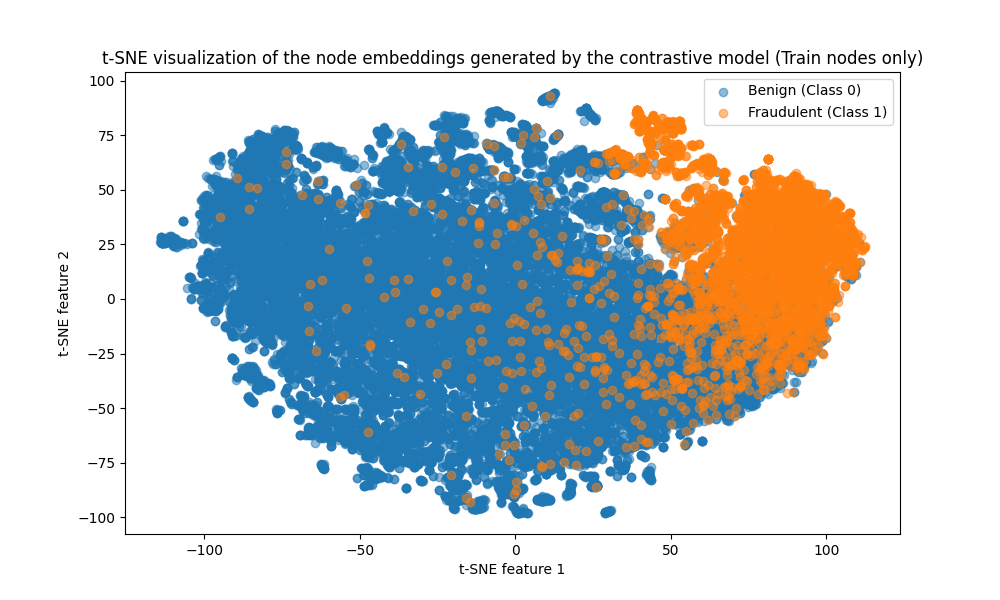 t-SNE visualization of the node embeddings generated by the contrastive model (Train nodes only)
Benign (Class 0)
Fraudulent (Class 1)
100
75
50
25
0
−25
−50
−75
−100
t-SNE feature 2
−100
−50
0
50
100
t-SNE feature 1